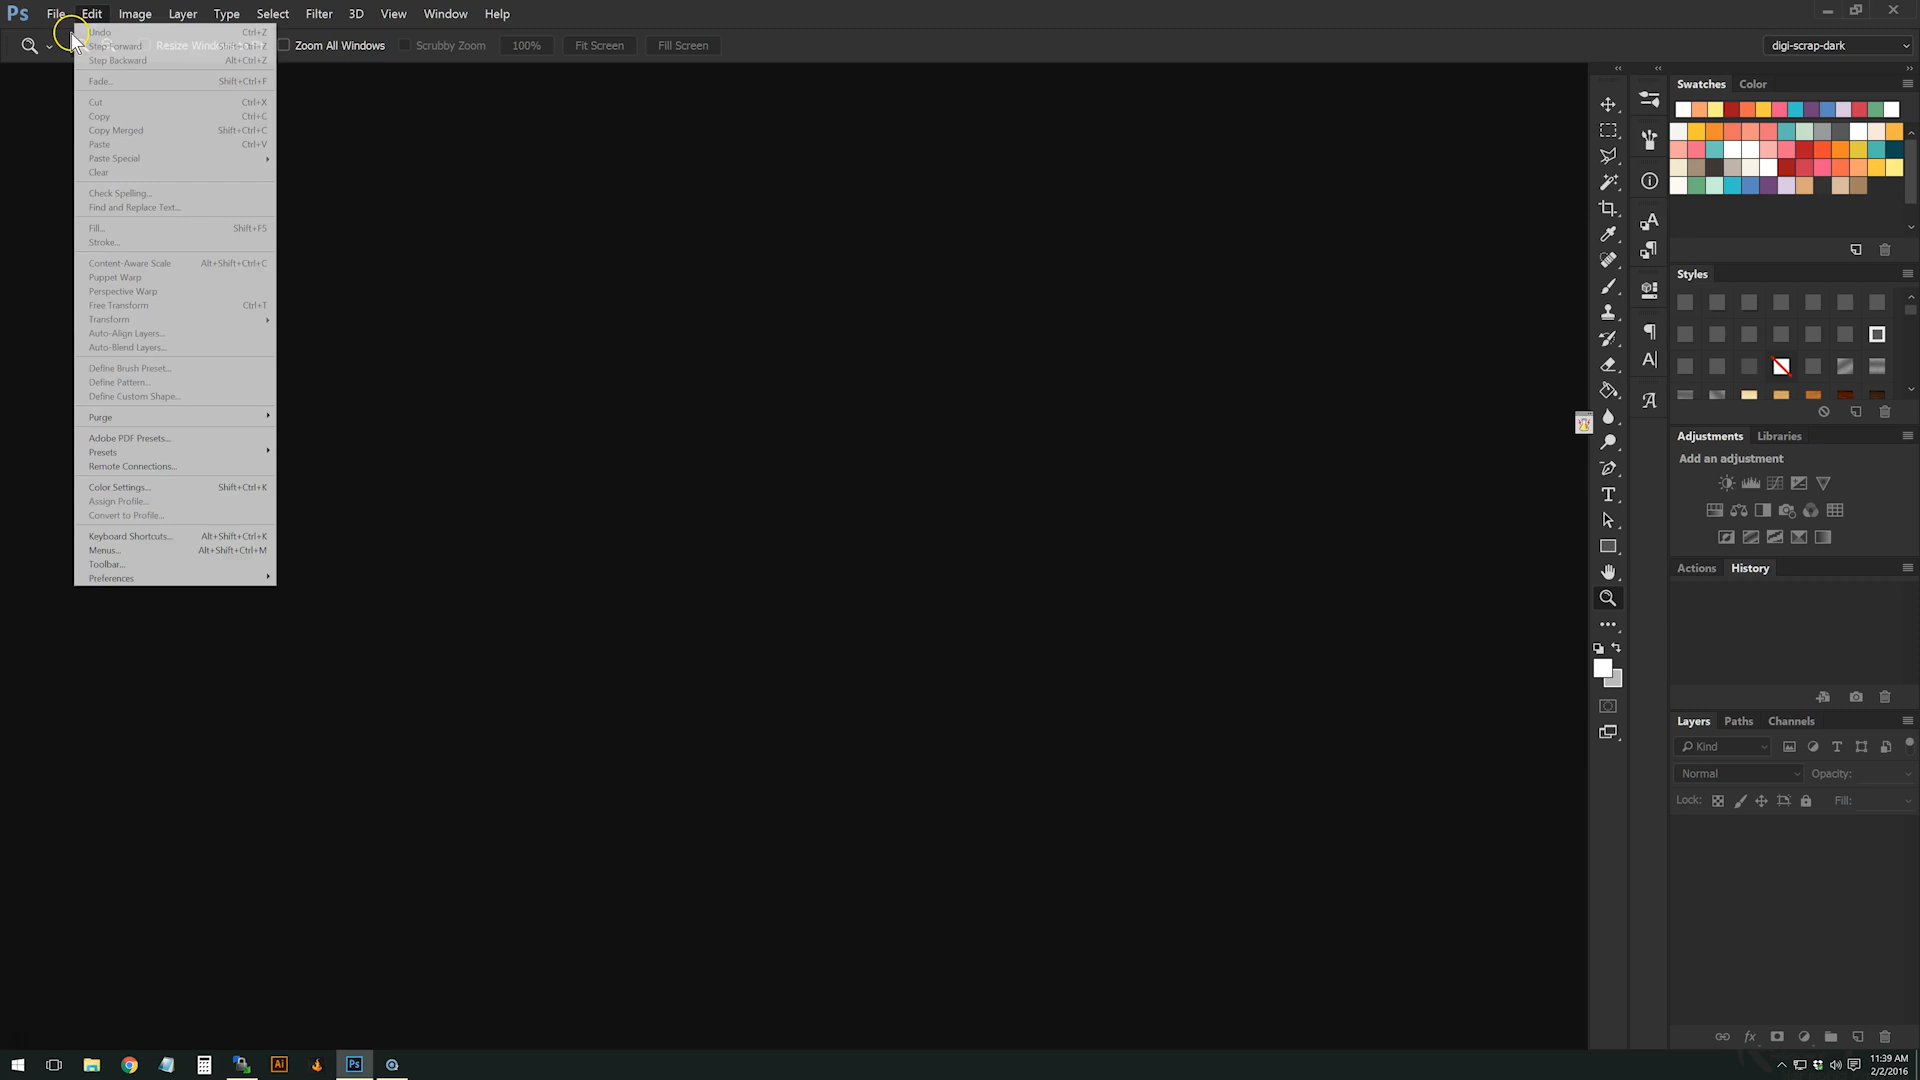 Ps File Edit Image Layer Type Select Filter 3D View Window Help
Resize Zoom All Windows Scrubby Zoom 100% Fit Screen Fill Screen digi-scrap-dark
Undo Ctrl+Z
Step Forward
Step Backward Alt+Ctrl+Z
Fade... Shift+Ctrl+F
Cut Ctrl+X
Copy Ctrl+C
Copy Merged Shift+Ctrl+C
Paste Ctrl+V
Paste Special
Clear
Check Spelling...
Find and Replace Text...
Fill... Shift+F5
Stroke...
Content-Aware Scale Alt+Shift+Ctrl+C
Puppet Warp
Perspective Warp
Free Transform Ctrl+T
Transform
Auto-Align Layers...
Auto-Blend Layers...
Define Brush Preset...
Define Pattern...
Define Custom Shape...
Purge
Adobe PDF Presets...
Presets
Remote Connections...
Color Settings... Shift+Ctrl+K
Assign Profile...
Convert to Profile...
Keyboard Shortcuts... Alt+Shift+Ctrl+K
Menus... Alt+Shift+Ctrl+M
Toolbar...
Preferences
Swatches Color
Styles
Adjustments Libraries
Add an adjustment
Actions History
Layers Paths Channels
Kind
Normal Opacity:
Lock: Fill:
fx
Ai Ps
11:39 AM
2/2/2016